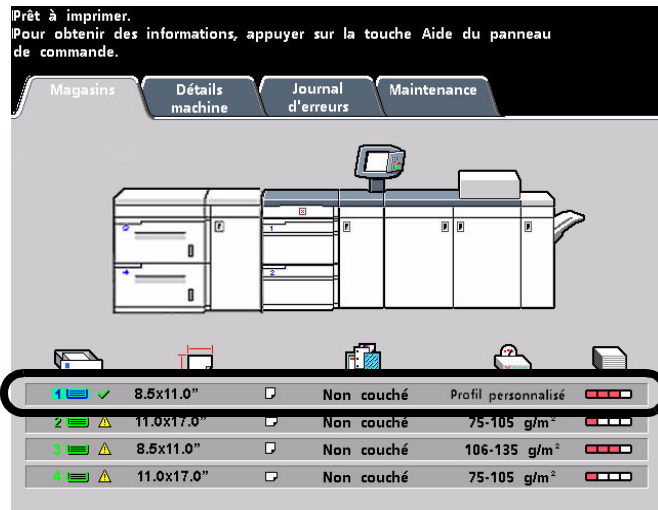 Prêt à imprimer.
Pour obtenir des informations, appuyer sur la touche Aide du panneau
de commande.
Magasins
Détails
machine
Journal
d'erreurs
Maintenance
1
2
4
1 8.5x11.0" Non couché Profil personnalisé
2 11.0x17.0" Non couché 75-105 g/m²
3 8.5x11.0" Non couché 106-135 g/m²
4 11.0x17.0" Non couché 75-105 g/m²